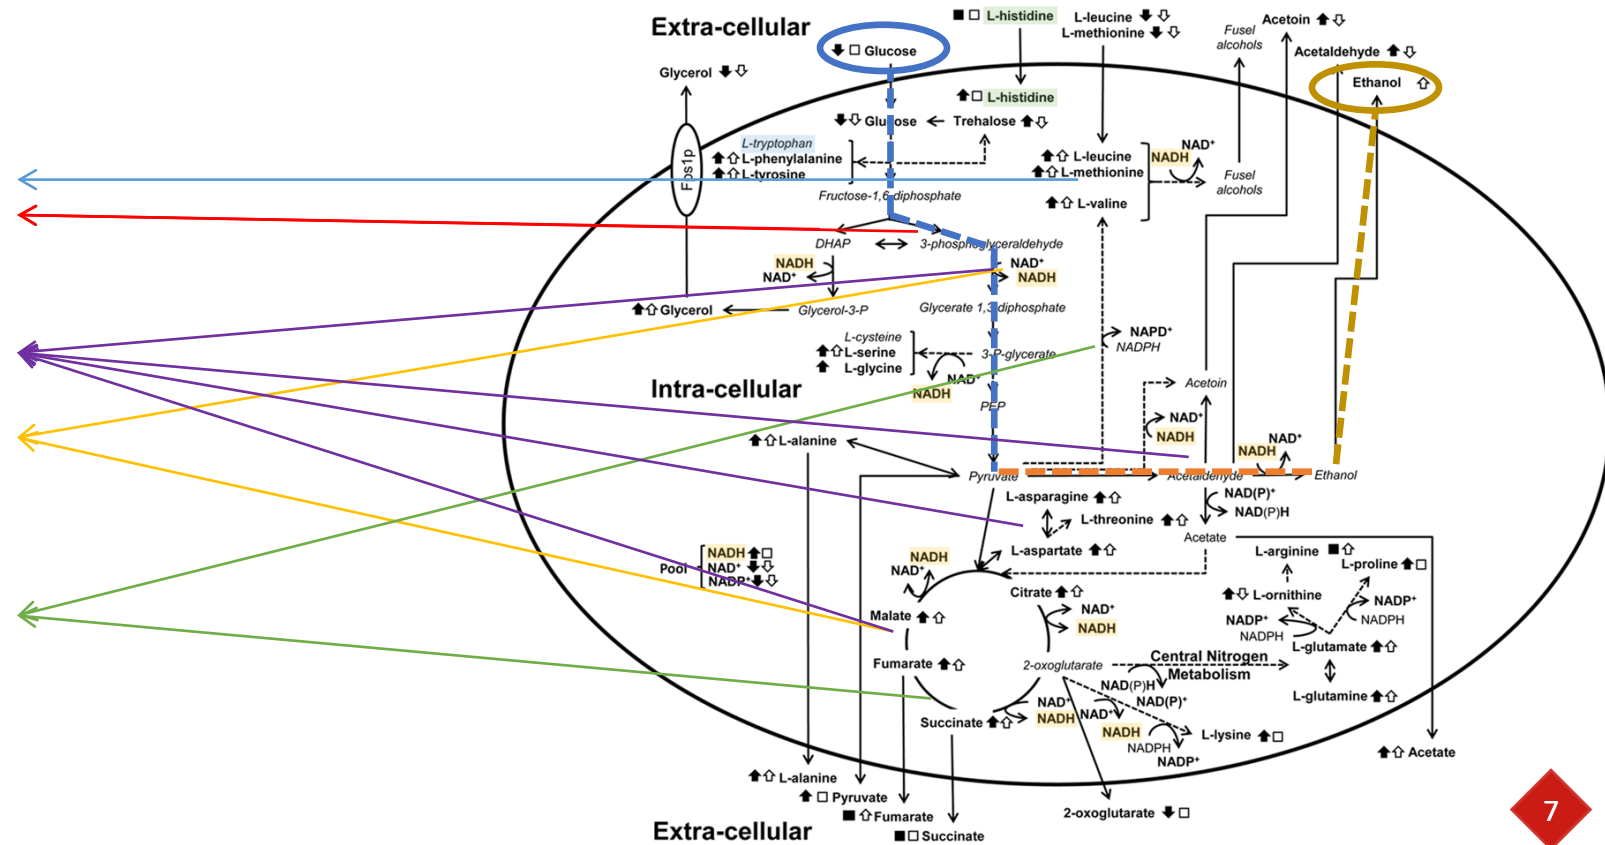 Extra-cellular
L-histidine
L-leucine
L-methionine
Fusel
alcohols
Acetoin
Acetaldehyde
Ethanol
Glucose
Glycerol
L-histidine
Glucose
Trehalose
L-tryptophan
L-phenylalanine
L-tyrosine
Fps1p
L-leucine
L-methionine
L-valine
NADH
NAD⁺
Fusel
alcohols
Fructose-1,6-diphosphate
DHAP
3-phosphoglyceraldehyde
NADH
NAD⁺
NAD⁺
NADH
Glycerol
Glycerol-3-P
Glycerate 1,3-diphosphate
L-cysteine
L-serine
L-glycine
3-P-glycerate
NAD⁺
NADH
NAPD⁺
NADPH
Intra-cellular
PEP
Acetoin
NAD⁺
NADH
L-alanine
NADH
NAD⁺
Pyruvate
Acetaldehyde
Ethanol
L-asparagine
L-threonine
L-aspartate
NAD(P)⁺
NAD(P)H
Acetate
Pool
NADH
NAD⁺
NADP⁺
NADH
NAD⁺
Malate
Citrate
NAD⁺
NADH
Fumarate
2-oxoglutarate
Succinate
NAD⁺
NADH
L-arginine
L-proline
L-ornithine
NADP⁺
NADPH
NADP⁺
NADPH
L-glutamate
L-glutamine
Central Nitrogen
Metabolism
NAD(P)H
NAD(P)⁺
NAD⁺
NADH
NADPH
NADP⁺
L-lysine
Acetate
L-alanine
Pyruvate
Fumarate
Succinate
2-oxoglutarate
Extra-cellular
7